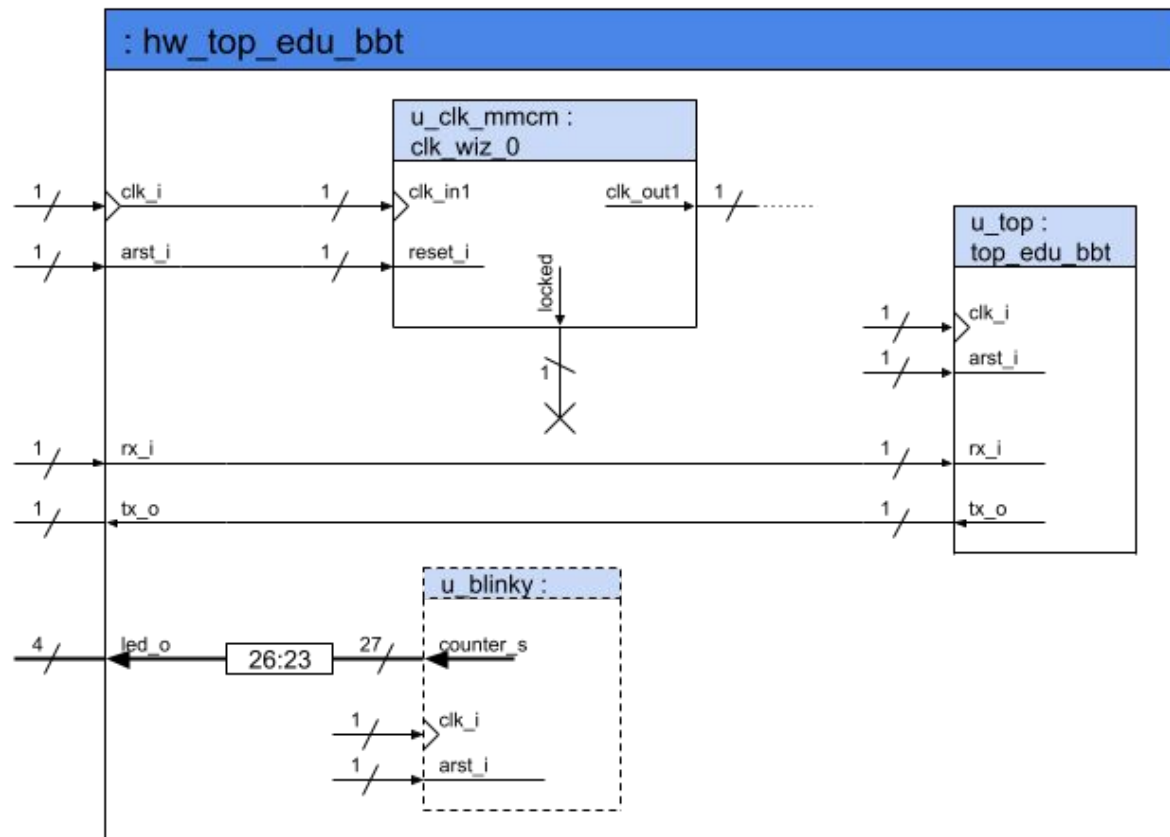 : hw_top_edu_bbt
u_clk_mmcm :
clk_wiz_0
1 clk_i 1 clk_in1 clk_out1 1
1 arst_i 1 reset_i
locked
1
u_top :
top_edu_bbt
1 clk_i
1 arst_i
1 rx_i 1 rx_i
1 tx_o 1 tx_o
u_blinky :
4 led_o 26:23 27 counter_s
1 clk_i
1 arst_i